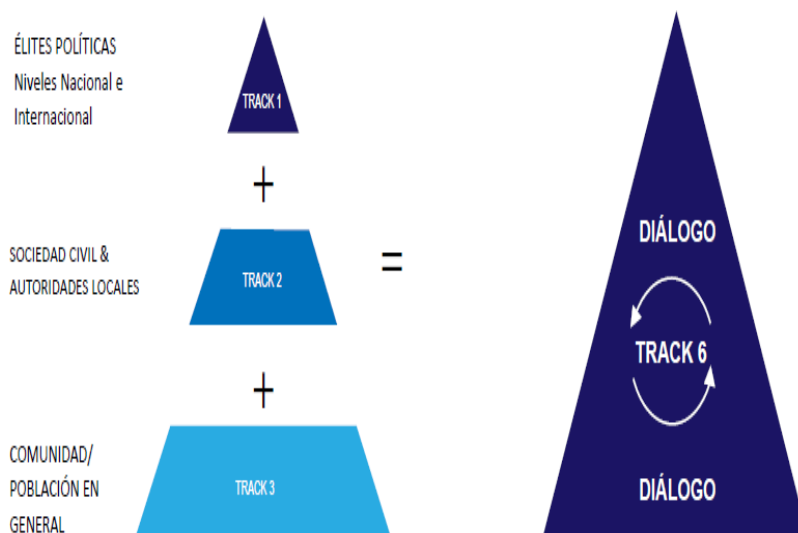 ÉLITES POLÍTICAS
Niveles Nacional e
Internacional
TRACK 1
+
SOCIEDAD CIVIL &
AUTORIDADES LOCALES
TRACK 2
=
+
COMUNIDAD/
POBLACIÓN EN
GENERAL
TRACK 3
DIÁLOGO
TRACK 6
DIÁLOGO